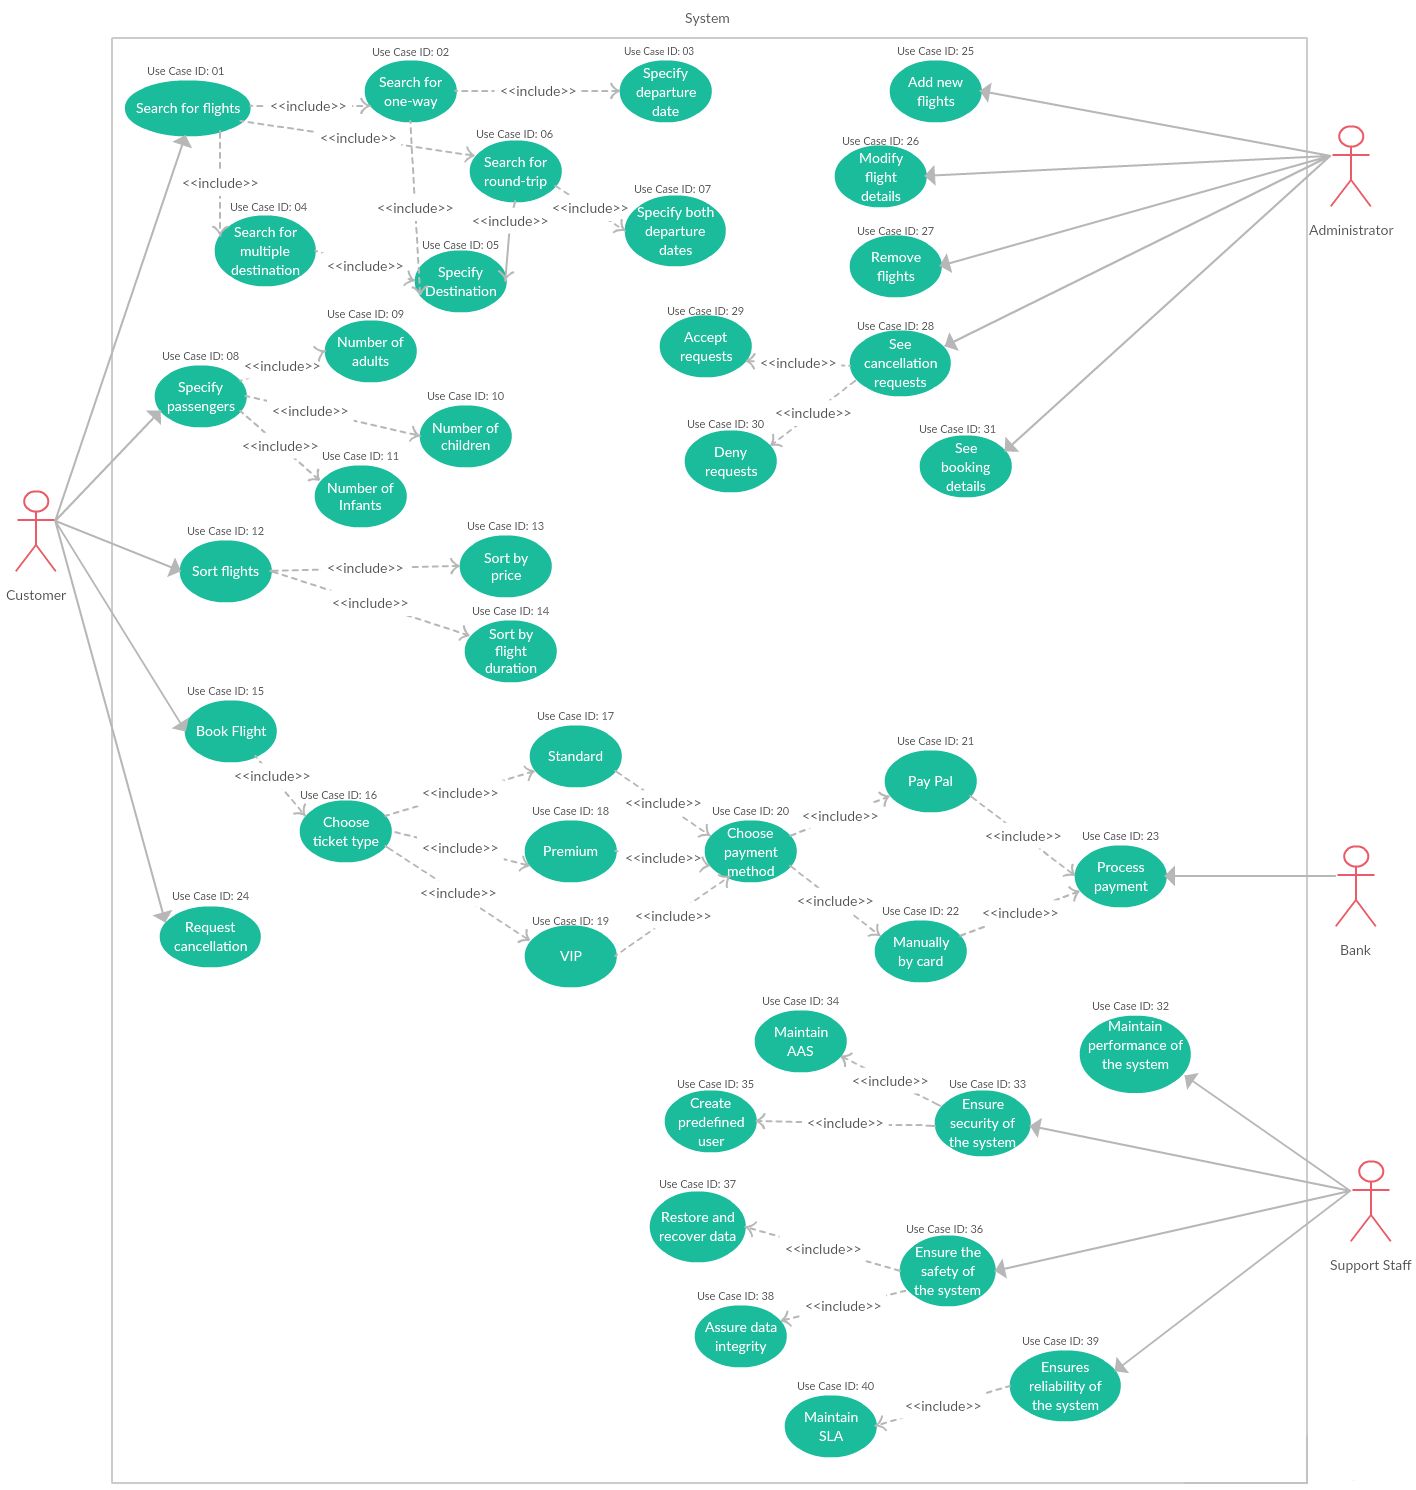 System
Use Case ID: 01
Search for flights
<<include>>
Use Case ID: 02
Search for
one-way
<<include>>
Use Case ID: 03
Specify
departure
date
<<include>>
Use Case ID: 06
Search for
round-trip
<<include>>
Use Case ID: 04
Search for
multiple
destination
<<include>>
<<include>>
<<include>>
<<include>>
Use Case ID: 07
Specify both
departure
dates
Use Case ID: 05
Specify
Destination
Use Case ID: 08
Specify
passengers
<<include>>
Use Case ID: 09
Number of
adults
<<include>>
Use Case ID: 10
Number of
children
<<include>>
Use Case ID: 11
Number of
Infants
Customer
Use Case ID: 12
Sort flights
<<include>>
Use Case ID: 13
Sort by
price
<<include>>
Use Case ID: 14
Sort by
flight
duration
Use Case ID: 15
Book Flight
<<include>>
Use Case ID: 16
Choose
ticket type
<<include>>
Use Case ID: 17
Standard
<<include>>
Use Case ID: 18
Premium
<<include>>
Use Case ID: 19
VIP
<<include>>
<<include>>
<<include>>
Use Case ID: 20
Choose
payment
method
<<include>>
Use Case ID: 21
Pay Pal
<<include>>
Use Case ID: 22
Manually
by card
<<include>>
<<include>>
Use Case ID: 23
Process
payment
Bank
Use Case ID: 24
Request
cancellation
Use Case ID: 25
Add new
flights
Use Case ID: 26
Modify
flight
details
Use Case ID: 27
Remove
flights
Administrator
Use Case ID: 28
See
cancellation
requests
<<include>>
Use Case ID: 29
Accept
requests
<<include>>
Use Case ID: 30
Deny
requests
Use Case ID: 31
See
booking
details
Use Case ID: 32
Maintain
performance of
the system
Use Case ID: 33
Ensure
security of
the system
<<include>>
Use Case ID: 34
Maintain
AAS
<<include>>
Use Case ID: 35
Create
predefined
user
Support Staff
Use Case ID: 36
Ensure the
safety of
the system
<<include>>
Use Case ID: 37
Restore and
recover data
<<include>>
Use Case ID: 38
Assure data
integrity
Use Case ID: 39
Ensures
reliability of
the system
<<include>>
Use Case ID: 40
Maintain
SLA